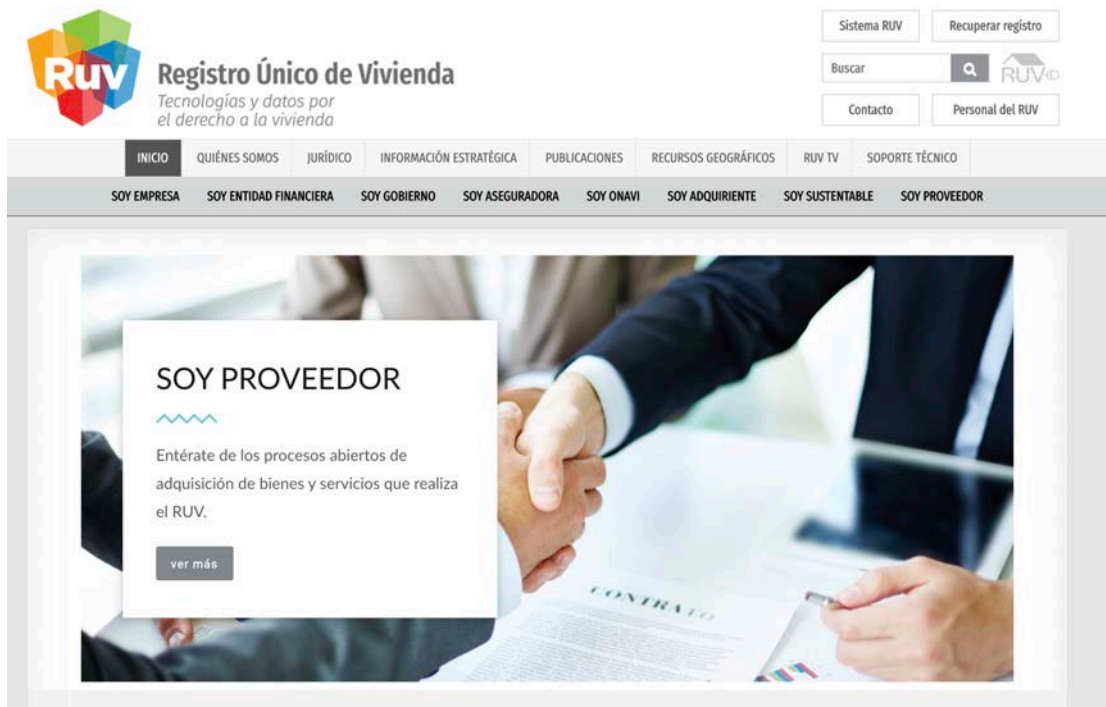 Ruv
Registro Único de Vivienda
Tecnologías y datos por
el derecho a la vivienda
Sistema RUV
Recuperar registro
Buscar
RUV
Contacto
Personal del RUV
INICIO QUIÉNES SOMOS JURÍDICO INFORMACIÓN ESTRATÉGICA PUBLICACIONES RECURSOS GEOGRÁFICOS RUV TV SOPORTE TÉCNICO
SOY EMPRESA SOY ENTIDAD FINANCIERA SOY GOBIERNO SOY ASEGURADORA SOY ONAVI SOY ADQUIRIENTE SOY SUSTENTABLE SOY PROVEEDOR
SOY PROVEEDOR
Entérate de los procesos abiertos de
adquisición de bienes y servicios que realiza
el RUV.
ver más
CONTRATO